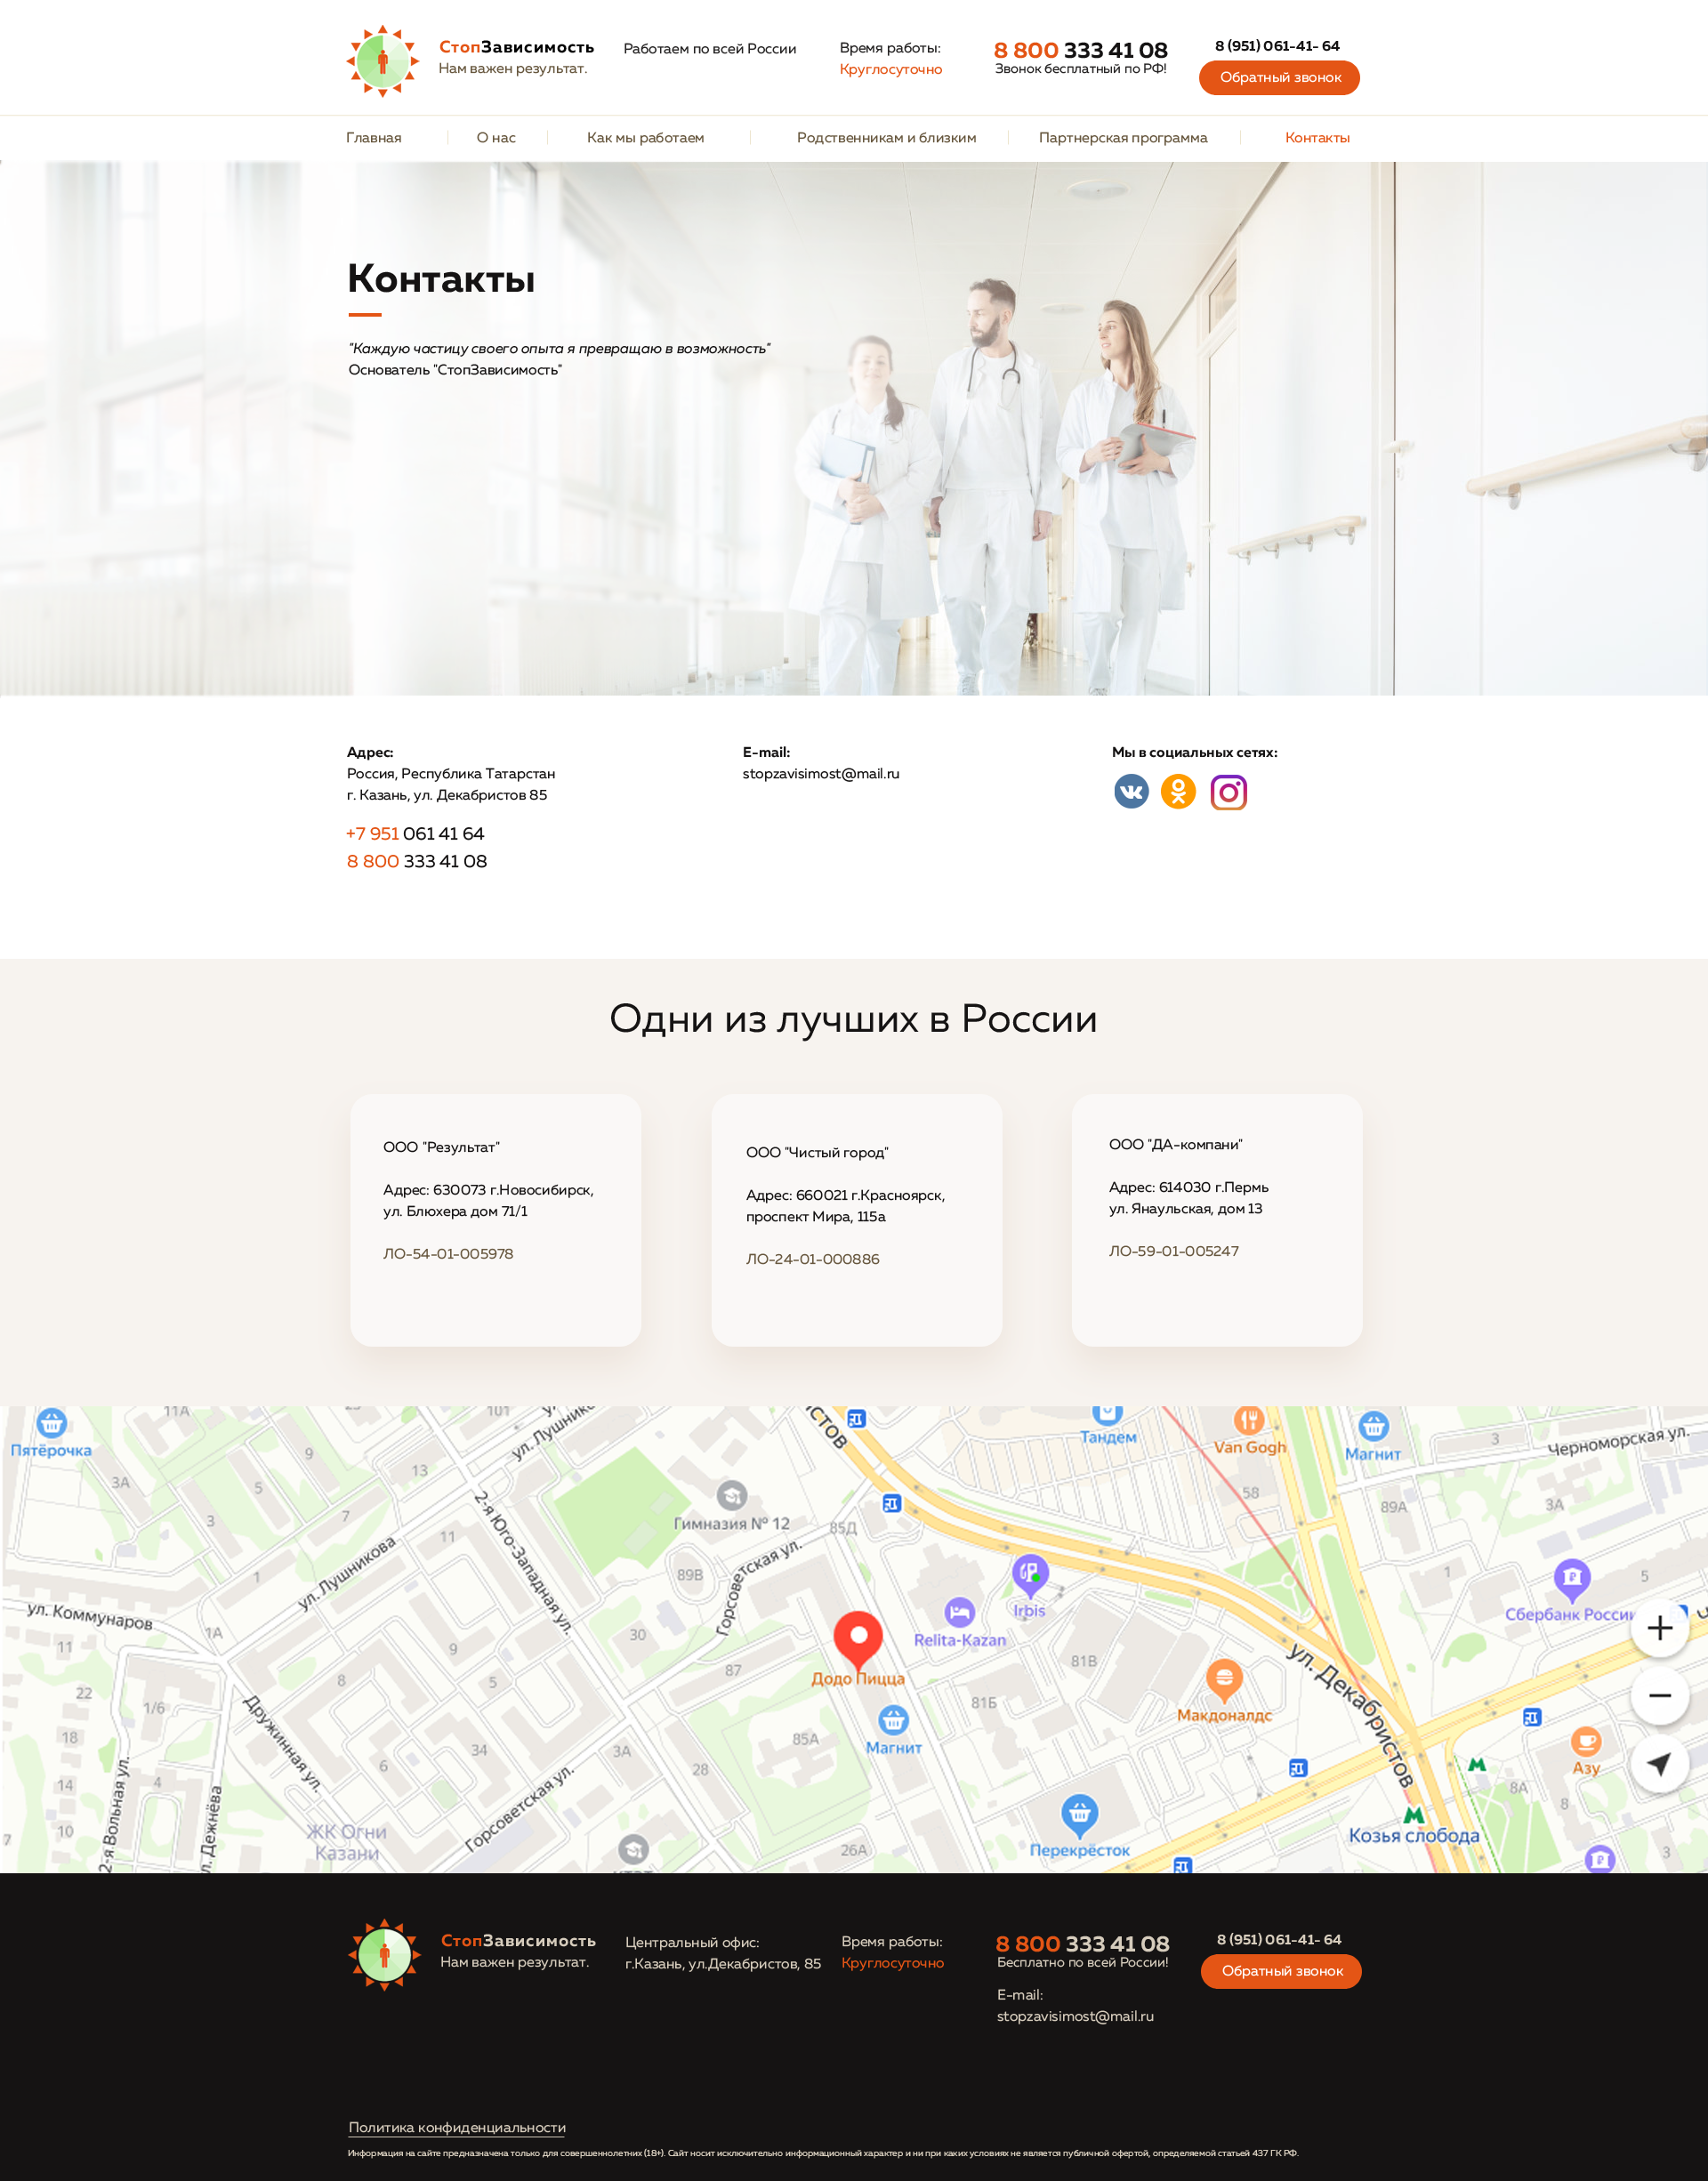 СтопЗависимость
Нам важен результат.
Работаем по всей России
Время работы:
Круглосуточно
8 800 333 41 08
Звонок бесплатный по РФ!
8 (951) 061-41- 64
Обратный звонок
Главная
О нас
Как мы работаем
Родственникам и близким
Партнерская программа
Контакты
Контакты
"Каждую частицу своего опыта я превращаю в возможность"
Основатель "СтопЗависимость"
Адрес:
Россия, Республика Татарстан
г. Казань, ул. Декабристов 85
+7 951 061 41 64
8 800 333 41 08
E-mail:
stopzavisimost@mail.ru
Мы в социальных сетях:
Одни из лучших в России
ООО "Результат"
Адрес: 630073 г.Новосибирск,
ул. Блюхера дом 71/1
ЛО-54-01-005978
ООО "Чистый город"
Адрес: 660021 г.Красноярск,
проспект Мира, 115а
ЛО-24-01-000886
ООО "ДА-компани"
Адрес: 614030 г.Пермь
ул. Янаульская, дом 13
ЛО-59-01-005247
11А
101
ул. Лушникова
Тандем
Van Gogh
Магнит
3
Черноморская ул.
Пятёрочка
9
13
3А
5
58
89А
3А
2-я Юго-Западная ул.
Гимназия № 12
85Д
3
7
11
ул. Лушникова
89В
Горсоветская ул.
Irbis
1
1
5
1
Сбербанк России
ул. Коммунаров
1А
30
Relita-Kazan
11
9
87
Додо Пицца
81В
ул. Декабристов
22
1/6
8
5
81Б
Макдоналдс
Дружинная ул.
18
34
3А
85А
Магнит
Азу
14
4
6
28
8А
8
2-я Вольная ул.
ул. Дежнёва
Горсоветская ул.
7
10
ЖК Огни
Казани
26А
Перекрёсток
Козья слобода
3
СтопЗависимость
Нам важен результат.
Центральный офис:
г.Казань, ул.Декабристов, 85
Время работы:
Круглосуточно
8 800 333 41 08
Бесплатно по всей России!
E-mail:
stopzavisimost@mail.ru
8 (951) 061-41- 64
Обратный звонок
Политика конфиденциальности
Информация на сайте предназначена только для совершеннолетних (18+). Сайт носит исключительно информационный характер и ни при каких условиях не является публичной офертой, определяемой статьей 437 ГК РФ.